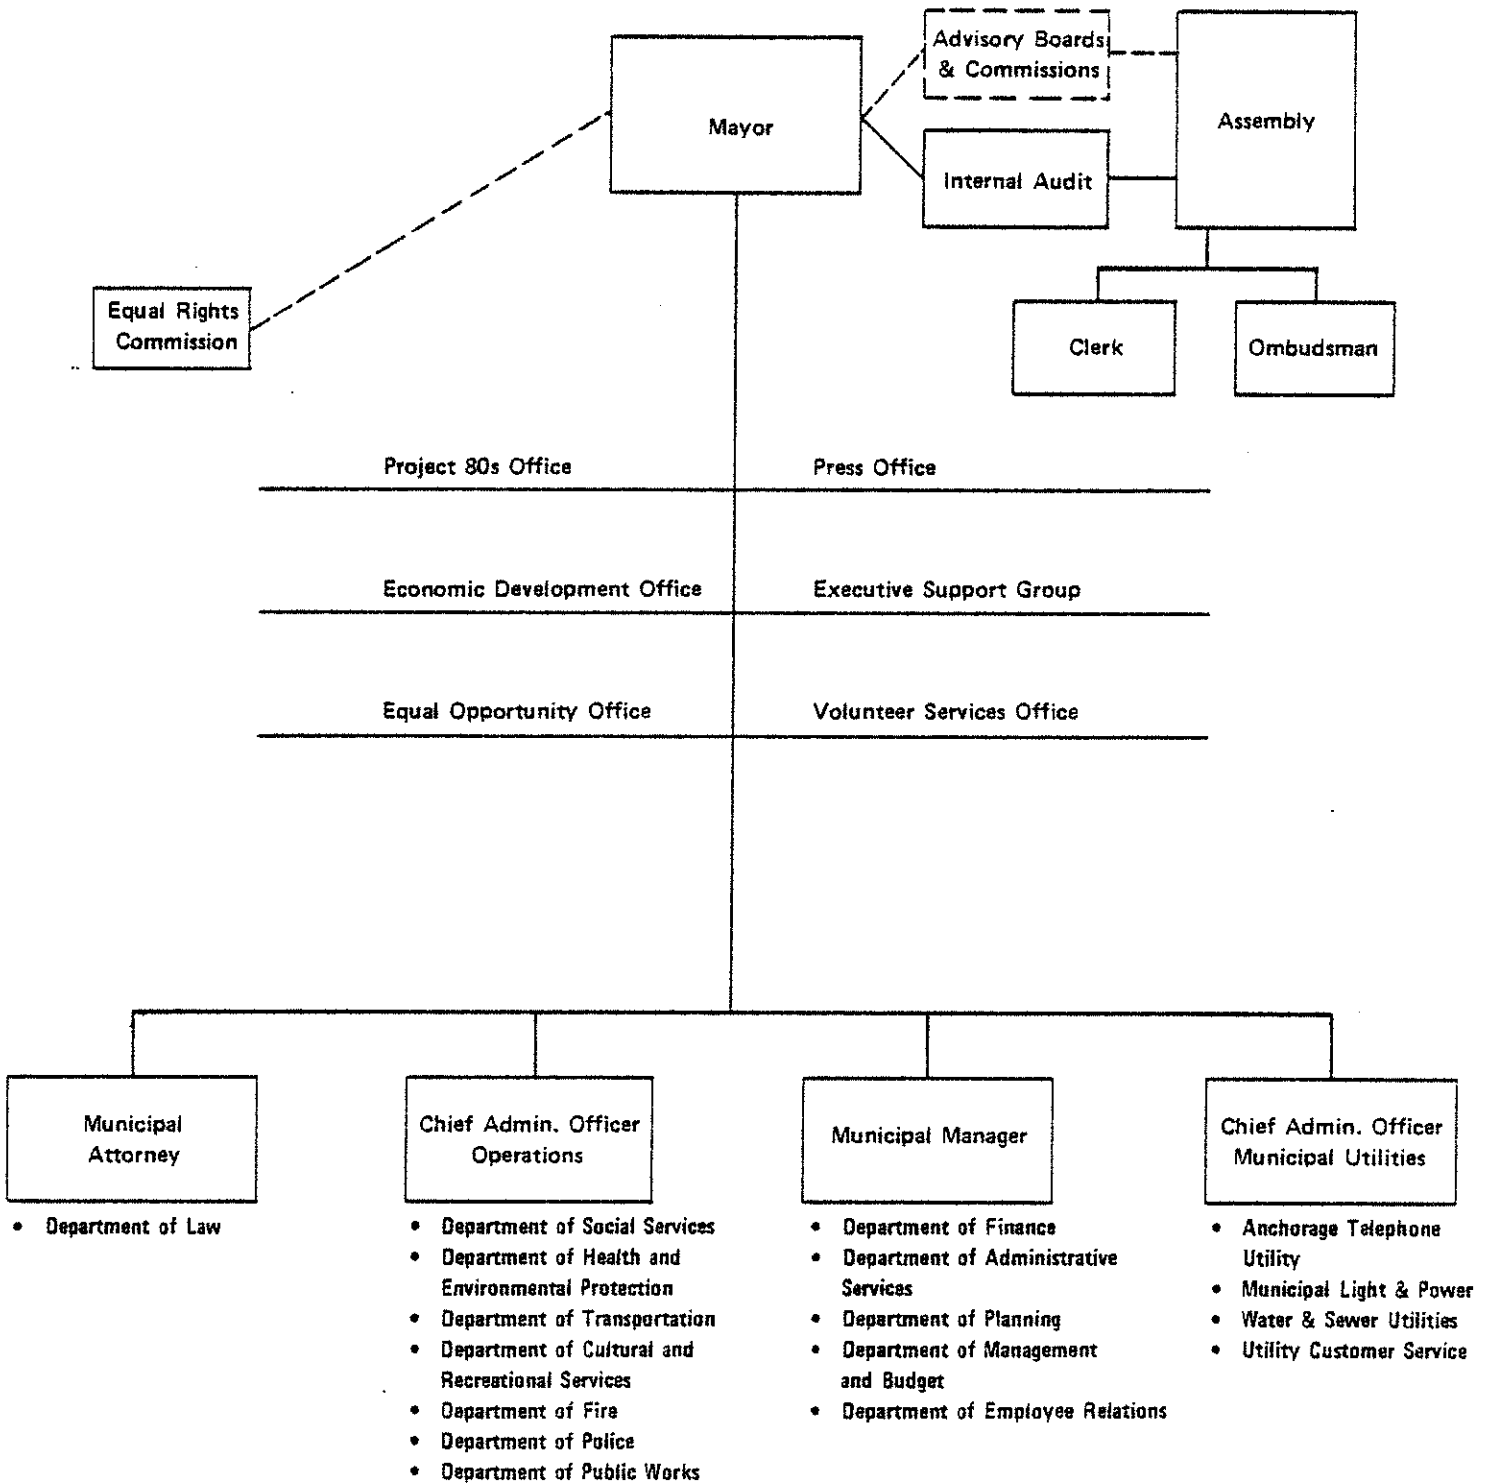 Advisory Boards
& Commissions
Mayor
Assembly
Internal Audit
Equal Rights
Commission
Clerk
Ombudsman
Project 80s Office
Press Office
Economic Development Office
Executive Support Group
Equal Opportunity Office
Volunteer Services Office
Municipal
Attorney
• Department of Law
Chief Admin. Officer
Operations
• Department of Social Services
• Department of Health and
Environmental Protection
• Department of Transportation
• Department of Cultural and
Recreational Services
• Department of Fire
• Department of Police
• Department of Public Works
Municipal Manager
• Department of Finance
• Department of Administrative
Services
• Department of Planning
• Department of Management
and Budget
• Department of Employee Relations
Chief Admin. Officer
Municipal Utilities
• Anchorage Telephone
Utility
• Municipal Light & Power
• Water & Sewer Utilities
• Utility Customer Service